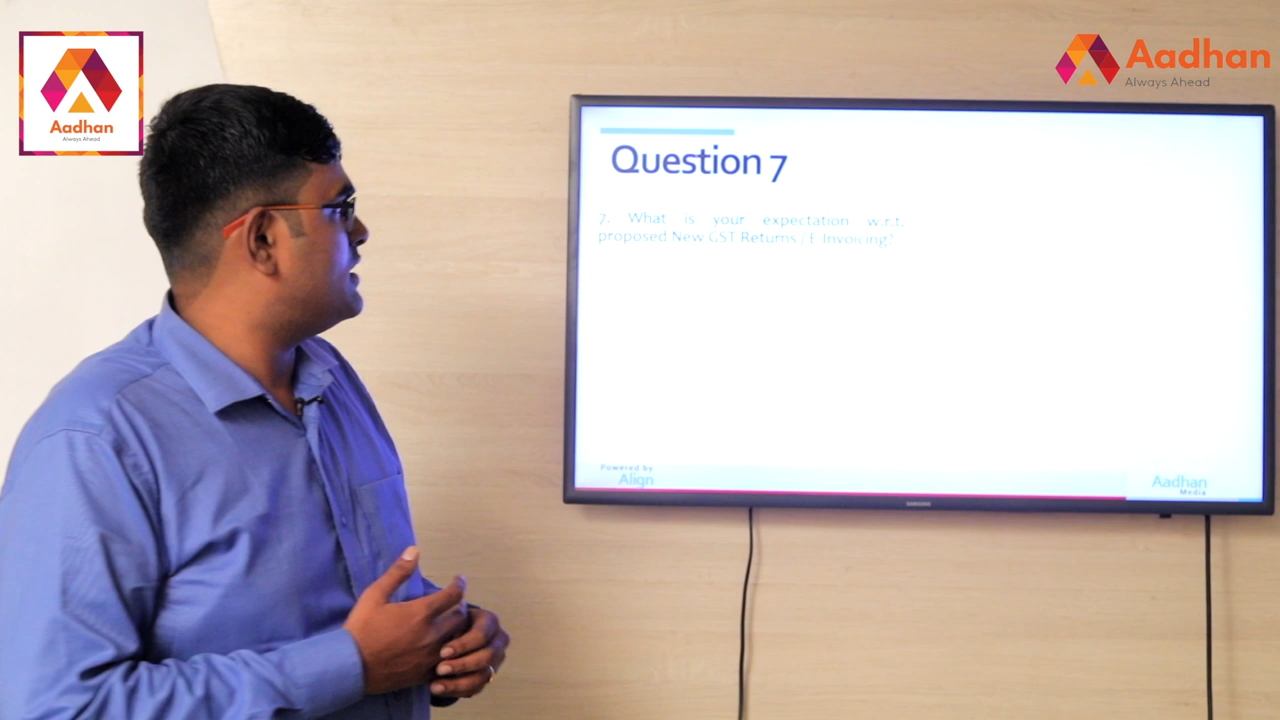 Aadhan
Always Ahead
Aadhan
Always Ahead
Question 7
7. What is your expectation w.r.t.
proposed New GST Returns / E Invoicing?
Powered by
Align
Aadhan
Media
SAMSUNG